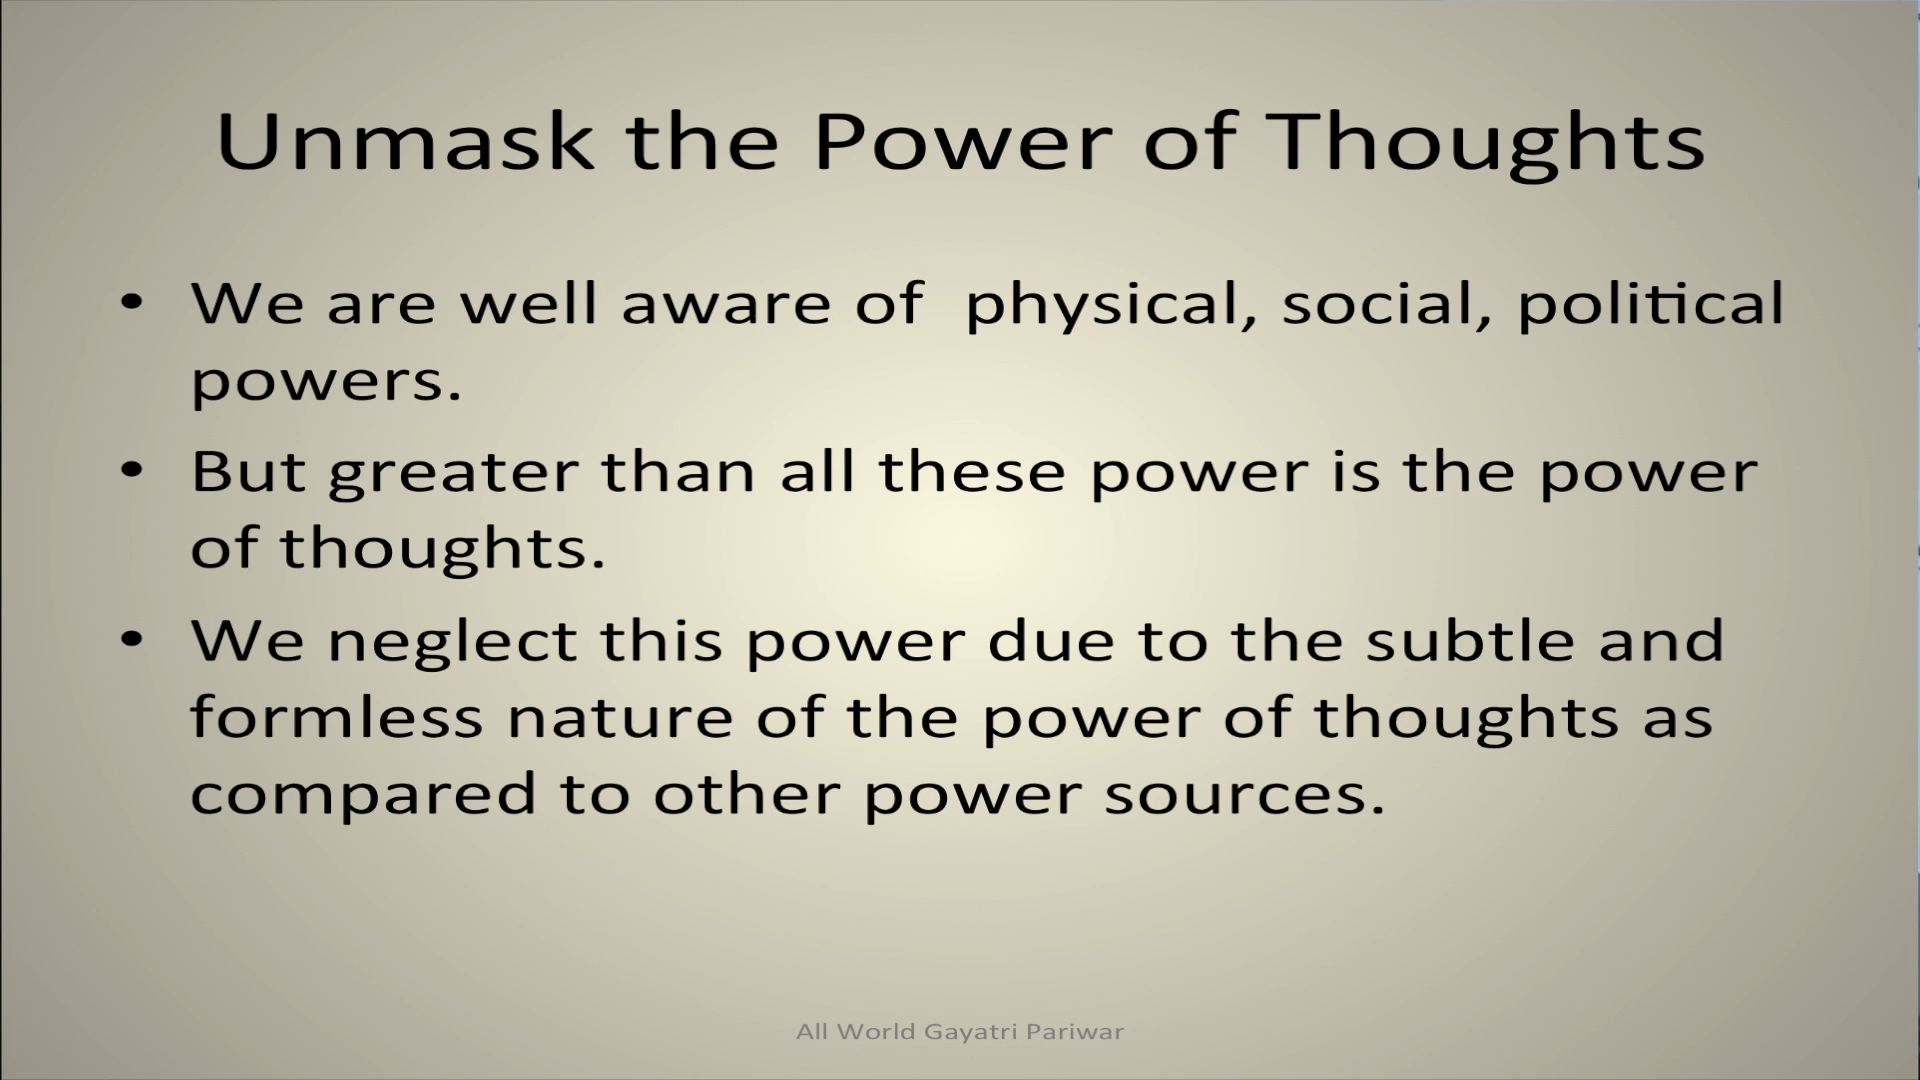 Unmask the Power of Thoughts
• We are well aware of  physical, social, political
powers.
• But greater than all these power is the power
of thoughts.
• We neglect this power due to the subtle and
formless nature of the power of thoughts as
compared to other power sources.
All World Gayatri Pariwar